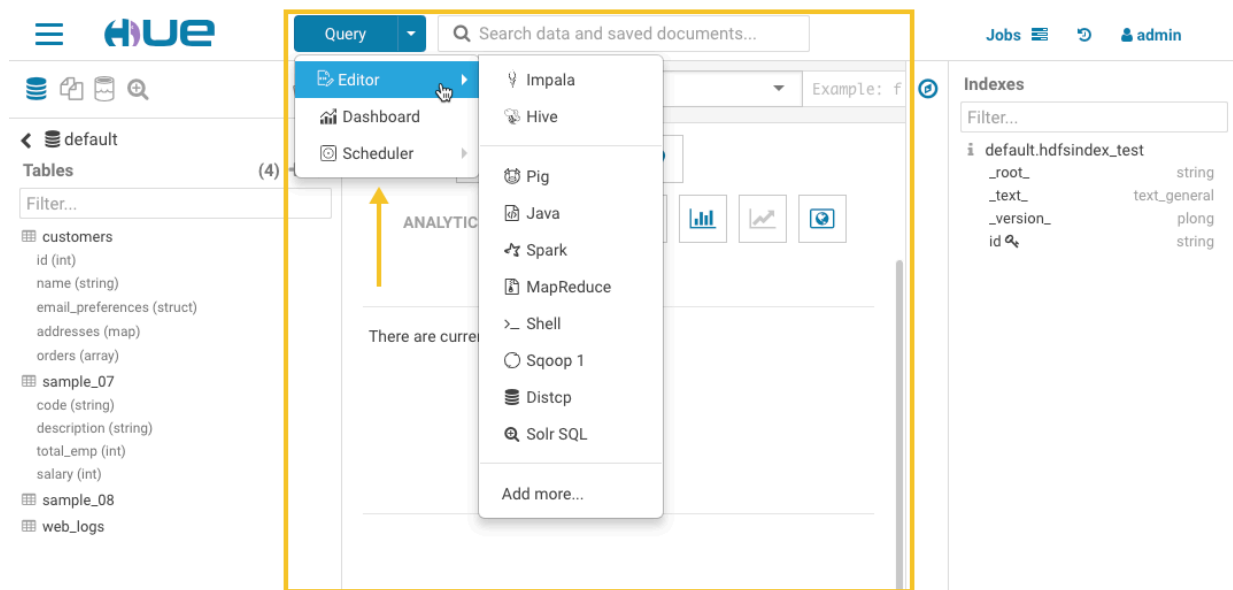 HUE
Query
Search data and saved documents...
Jobs
admin
Editor
Dashboard
Scheduler
Impala
Hive
Pig
Java
Spark
MapReduce
>_ Shell
Sqoop 1
Distcp
Solr SQL
Add more...
Example: f
default
Tables (4)
Filter...
customers
id (int)
name (string)
email_preferences (struct)
addresses (map)
orders (array)
sample_07
code (string)
description (string)
total_emp (int)
salary (int)
sample_08
web_logs
ANALYTIC
There are curre
Indexes
Filter...
i default.hdfsindex_test
_root_ string
_text_ text_general
_version_ plong
id string